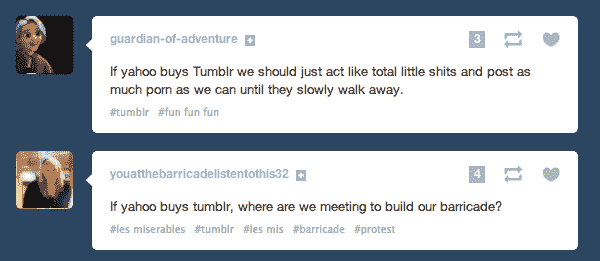 guardian-of-adventure
3
If yahoo buys Tumblr we should just act like total little shits and post as
much porn as we can until they slowly walk away.
#tumblr #fun fun fun
youatthebarricadelistentothis32
4
If yahoo buys tumblr, where are we meeting to build our barricade?
#les miserables #tumblr #les mis #barricade #protest